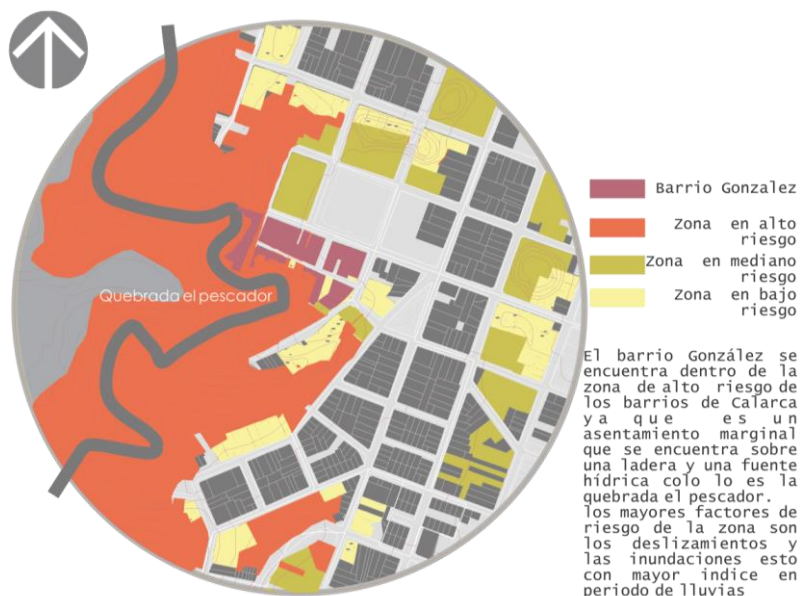 Quebrada el pescador
Barrio Gonzalez
Zona en alto
riesgo
Zona en mediano
riesgo
Zona en bajo
riesgo
El barrio González se
encuentra dentro de la
zona de alto riesgo de
los barrios de Calarca
ya que es un
asentamiento marginal
que se encuentra sobre
una ladera y una fuente
hídrica colo lo es la
quebrada el pescador.
los mayores factores de
riesgo de la zona son
los deslizamientos y
las inundaciones esto
con mayor indice en
periodo de lluvias